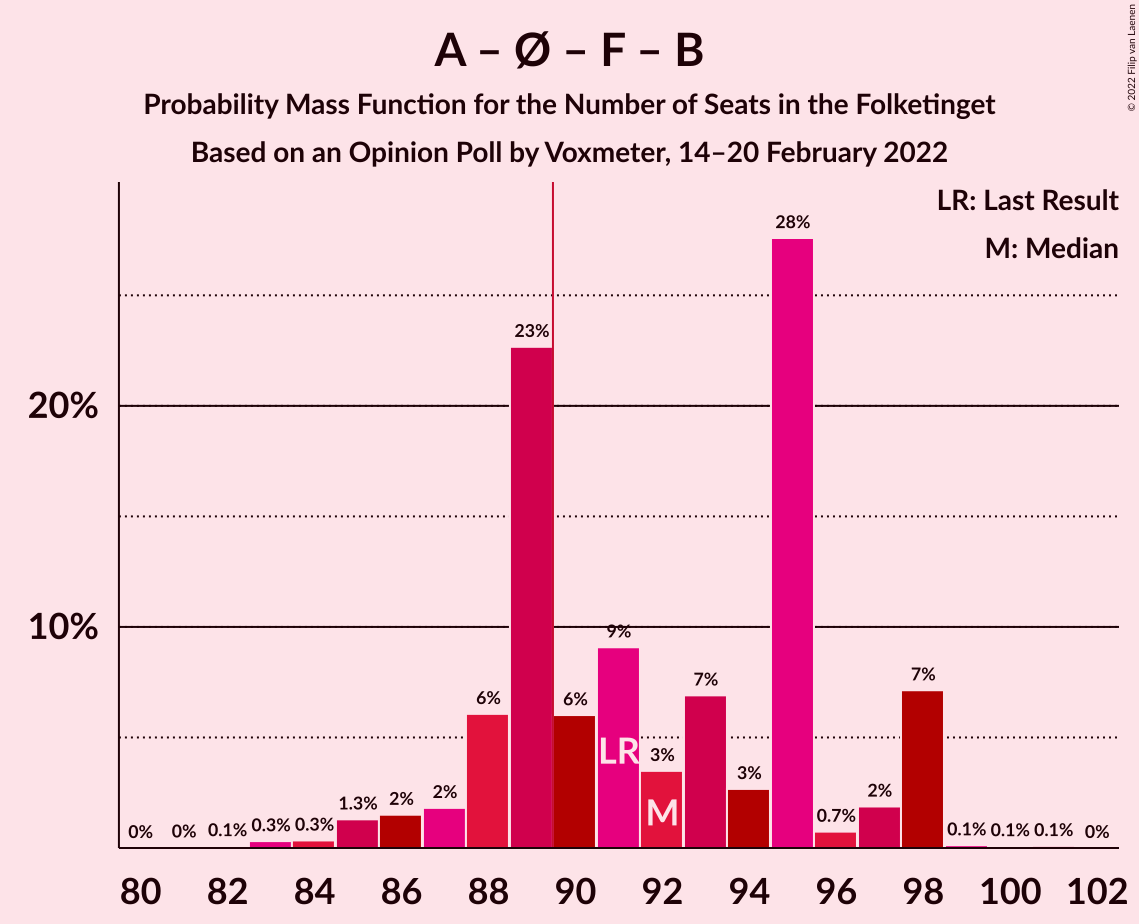 A – Ø – F – B
Probability Mass Function for the Number of Seats in the Folketinget
Based on an Opinion Poll by Voxmeter, 14–20 February 2022
© 2022 Filip van Laenen
LR: Last Result
M: Median
28%
23%
20%
10%
9%
7%
7%
6%
6%
LR
3%
3%
M
2%
2%
2%
1.3%
0.7%
0% 0% 0.1% 0.3% 0.3% 0.1% 0.1% 0.1% 0%
80 82 84 86 88 90 92 94 96 98 100 102